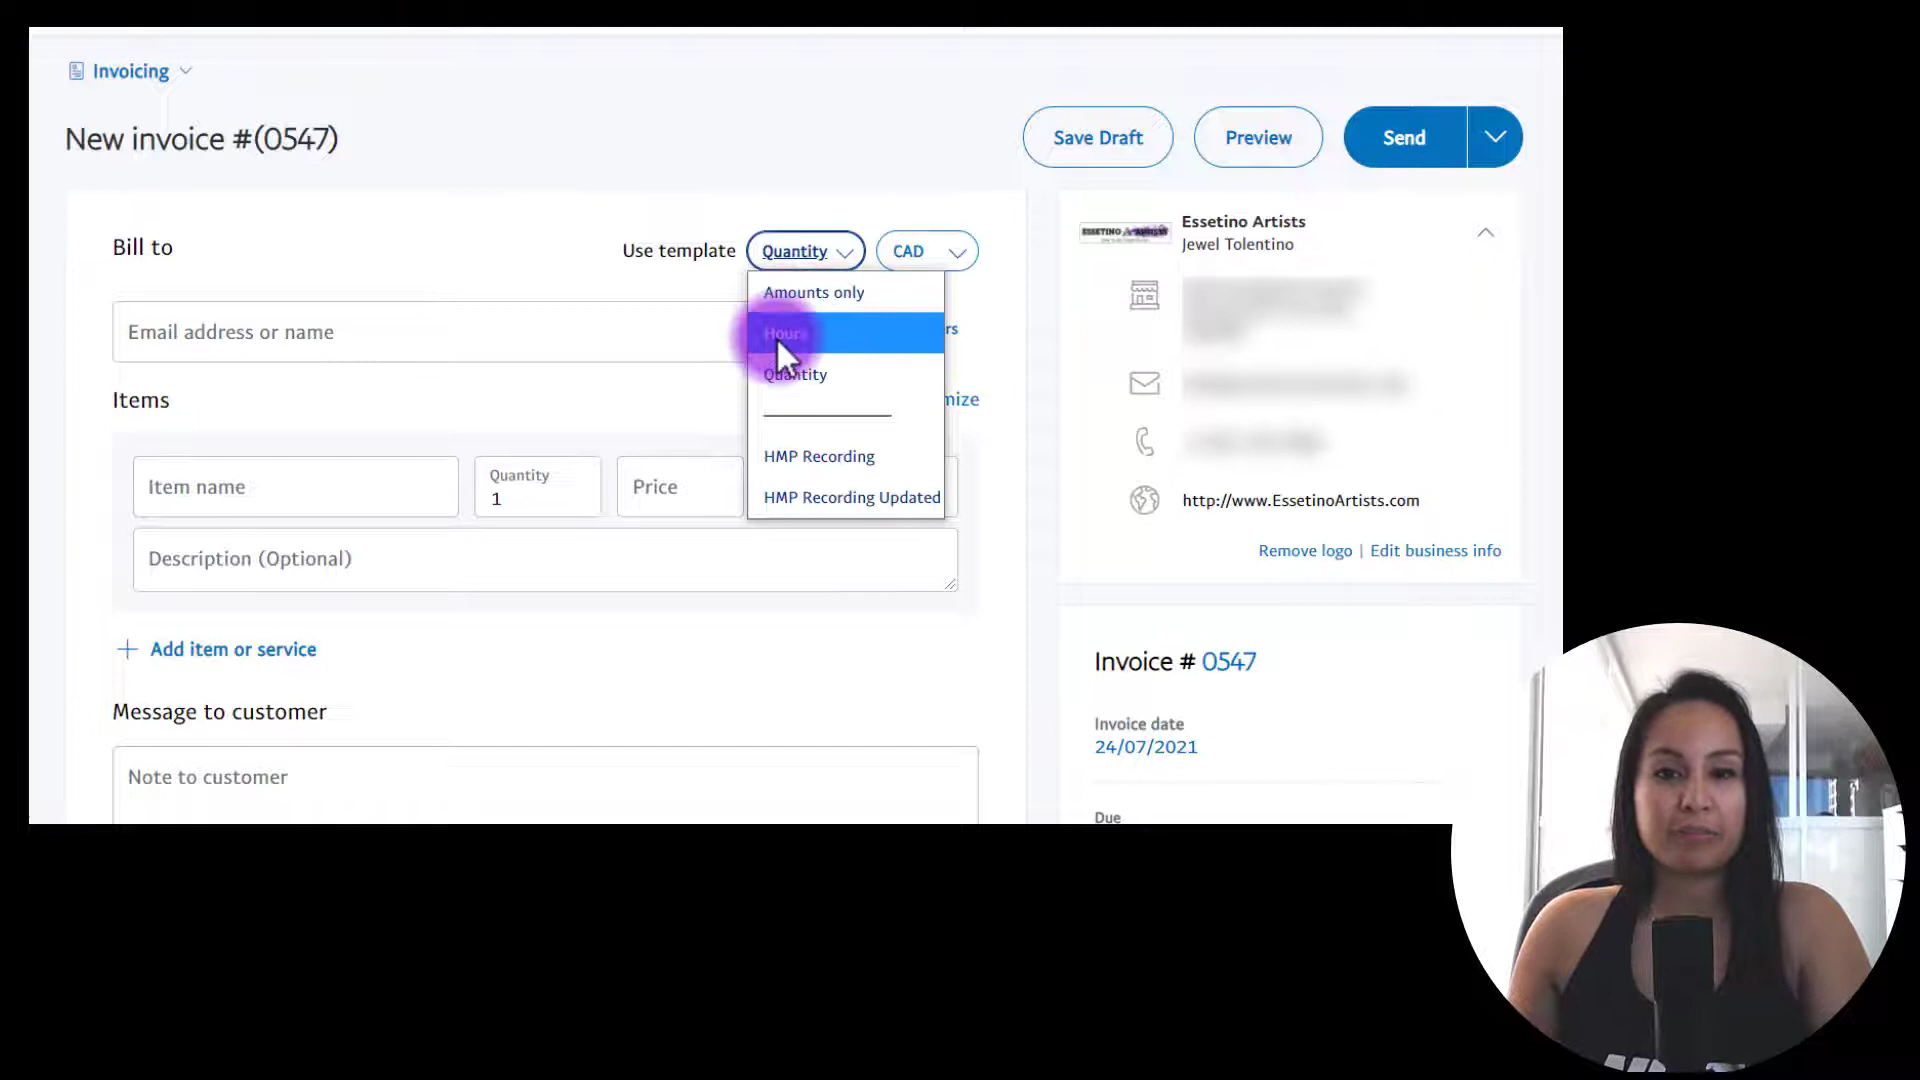 Invoicing
New invoice #(0547)
Save Draft
Preview
Send
Bill to
Use template
Quantity
CAD
Amounts only
Hours
Quantity
HMP Recording
HMP Recording Updated
Email address or name
rs
Items
mize
Item name
Quantity
1
Price
Description (Optional)
Add item or service
Message to customer
Note to customer
Essetino Artists
Jewel Tolentino
http://www.EssetinoArtists.com
Remove logo | Edit business info
Invoice # 0547
Invoice date
24/07/2021
Due